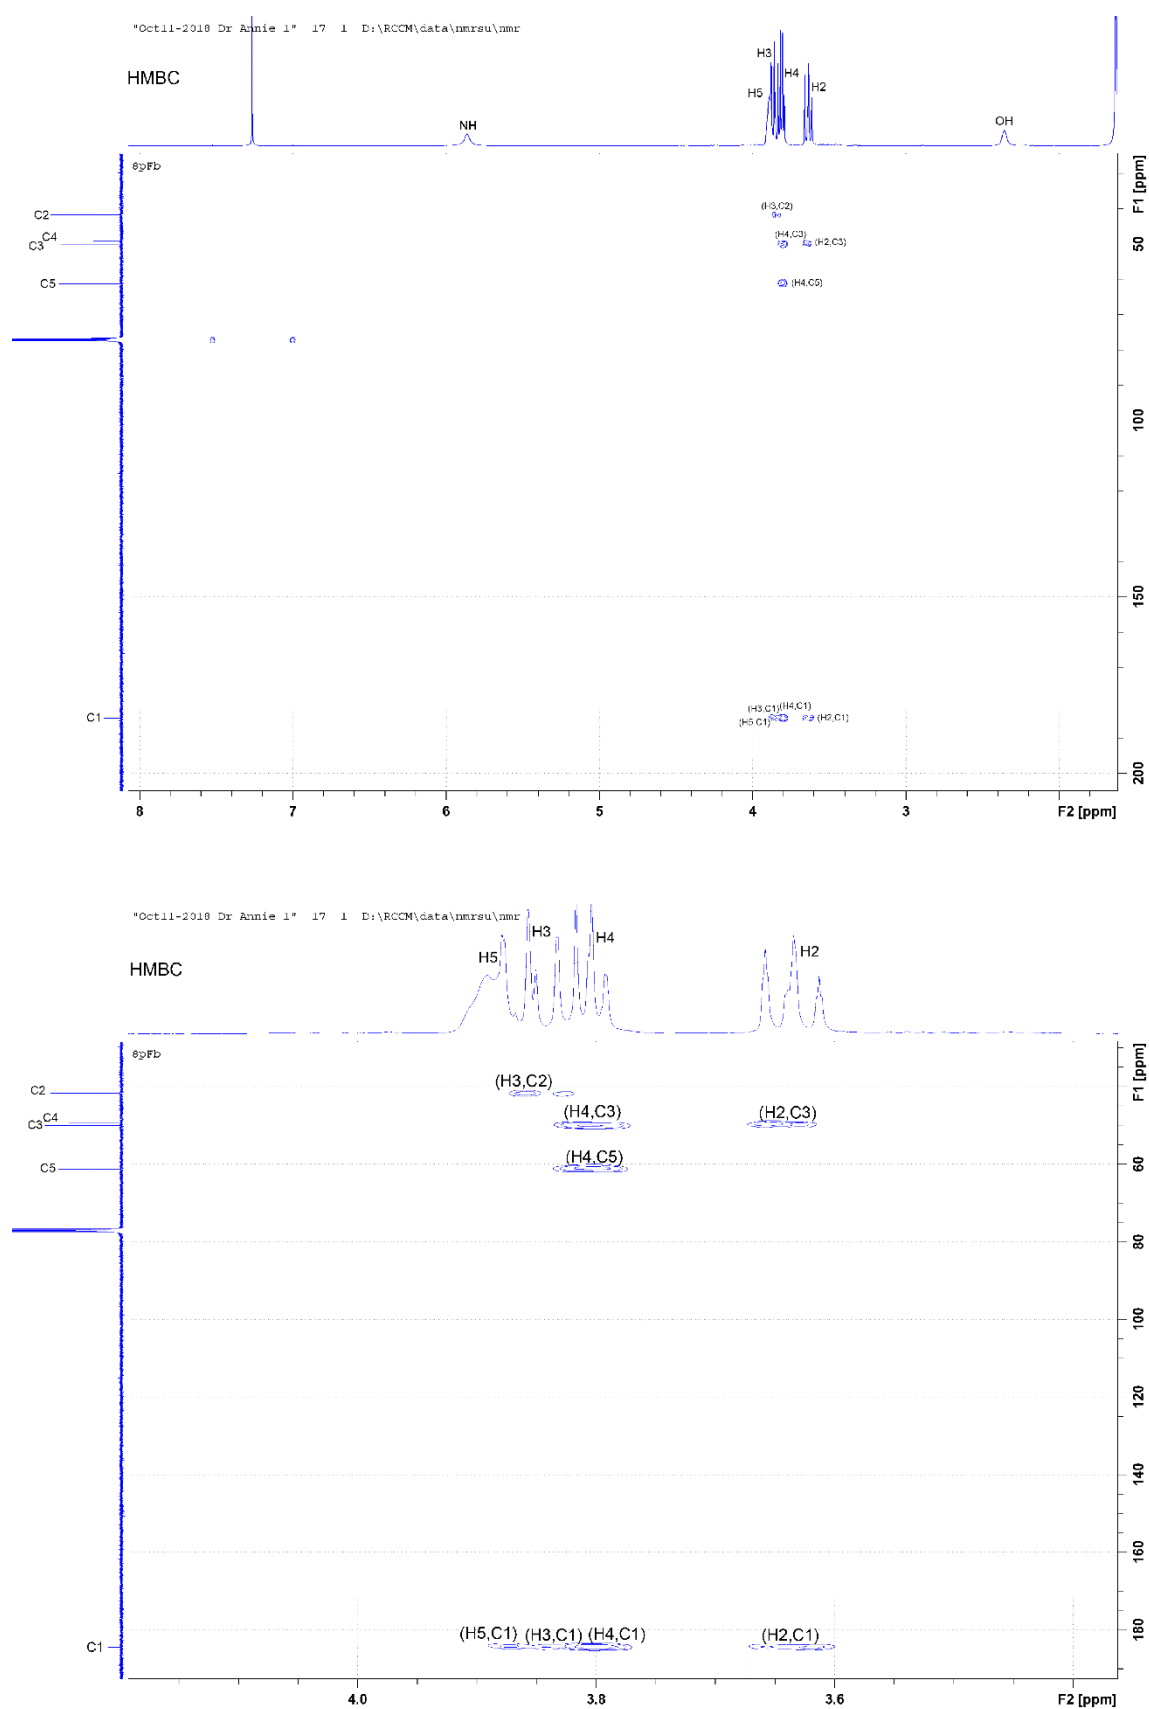 "Oct11-2018 Dr Annie 1" 17 1 D:\RCCM\data\nmrsu\nmr
HMBC
H3
H4
H5
H2
NH
OH
8pFb
F1 [ppm]
C2
C4
C3
C5
C1
(H3,C2)
(H4,C3)
(H2,C3)
(H4,C5)
(H3,C1)
(H4,C1)
(H5,C1)
(H2,C1)
50
100
150
200
8 7 6 5 4 3 F2 [ppm]
"Oct11-2018 Dr Annie 1" 17 1 D:\RCCM\data\nmrsu\nmr
HMBC
H5
H3
H4
H2
8pFb
F1 [ppm]
C2
C4
C3
C5
C1
(H3,C2)
(H4,C3)
(H2,C3)
(H4,C5)
(H5,C1) (H3,C1) (H4,C1) (H2,C1)
60
80
100
120
140
160
180
4.0 3.8 3.6 F2 [ppm]